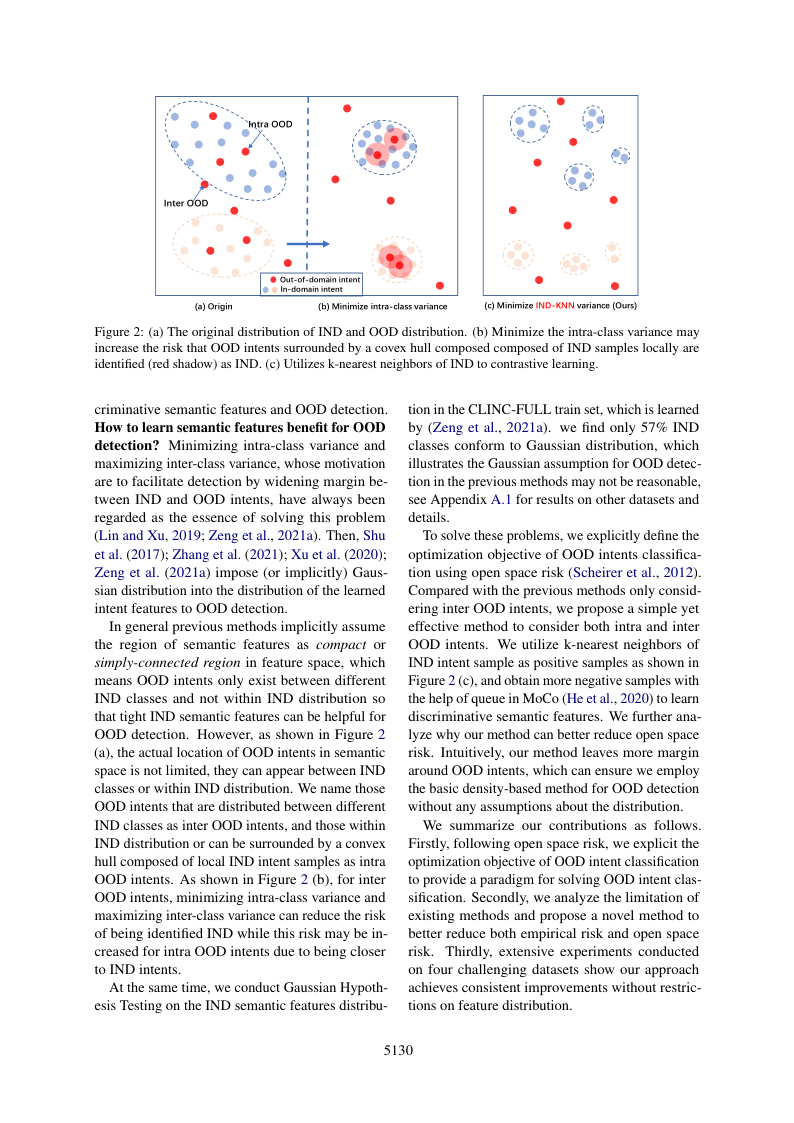 Intra OOD
Inter OOD
Out-of-domain intent
In-domain intent
(a) Origin
(b) Minimize intra-class variance
(c) Minimize IND-KNN variance (Ours)
Figure 2: (a) The original distribution of IND and OOD distribution. (b) Minimize the intra-class variance may
increase the risk that OOD intents surrounded by a covex hull composed composed of IND samples locally are
identified (red shadow) as IND. (c) Utilizes k-nearest neighbors of IND to contrastive learning.
criminative semantic features and OOD detection.
How to learn semantic features benefit for OOD
detection? Minimizing intra-class variance and
maximizing inter-class variance, whose motivation
are to facilitate detection by widening margin be-
tween IND and OOD intents, have always been
regarded as the essence of solving this problem
(Lin and Xu, 2019; Zeng et al., 2021a). Then, Shu
et al. (2017); Zhang et al. (2021); Xu et al. (2020);
Zeng et al. (2021a) impose (or implicitly) Gaus-
sian distribution into the distribution of the learned
intent features to OOD detection.
In general previous methods implicitly assume
the region of semantic features as compact or
simply-connected region in feature space, which
means OOD intents only exist between different
IND classes and not within IND distribution so
that tight IND semantic features can be helpful for
OOD detection. However, as shown in Figure 2
(a), the actual location of OOD intents in semantic
space is not limited, they can appear between IND
classes or within IND distribution. We name those
OOD intents that are distributed between different
IND classes as inter OOD intents, and those within
IND distribution or can be surrounded by a convex
hull composed of local IND intent samples as intra
OOD intents. As shown in Figure 2 (b), for inter
OOD intents, minimizing intra-class variance and
maximizing inter-class variance can reduce the risk
of being identified IND while this risk may be in-
creased for intra OOD intents due to being closer
to IND intents.
At the same time, we conduct Gaussian Hypoth-
esis Testing on the IND semantic features distribu-
tion in the CLINC-FULL train set, which is learned
by (Zeng et al., 2021a). we find only 57% IND
classes conform to Gaussian distribution, which
illustrates the Gaussian assumption for OOD detec-
tion in the previous methods may not be reasonable,
see Appendix A.1 for results on other datasets and
details.
To solve these problems, we explicitly define the
optimization objective of OOD intents classifica-
tion using open space risk (Scheirer et al., 2012).
Compared with the previous methods only consid-
ering inter OOD intents, we propose a simple yet
effective method to consider both intra and inter
OOD intents. We utilize k-nearest neighbors of
IND intent sample as positive samples as shown in
Figure 2 (c), and obtain more negative samples with
the help of queue in MoCo (He et al., 2020) to learn
discriminative semantic features. We further ana-
lyze why our method can better reduce open space
risk. Intuitively, our method leaves more margin
around OOD intents, which can ensure we employ
the basic density-based method for OOD detection
without any assumptions about the distribution.
We summarize our contributions as follows.
Firstly, following open space risk, we explicit the
optimization objective of OOD intent classification
to provide a paradigm for solving OOD intent clas-
sification. Secondly, we analyze the limitation of
existing methods and propose a novel method to
better reduce both empirical risk and open space
risk. Thirdly, extensive experiments conducted
on four challenging datasets show our approach
achieves consistent improvements without restric-
tions on feature distribution.
5130